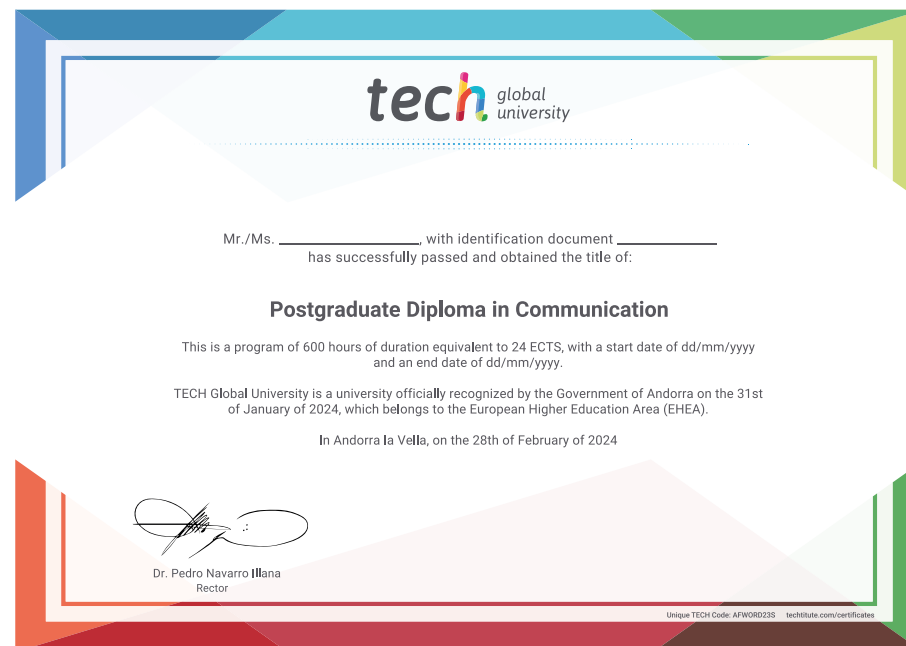 tech global university
Mr./Ms. ________________, with identification document ____________
has successfully passed and obtained the title of:
Postgraduate Diploma in Communication
This is a program of 600 hours of duration equivalent to 24 ECTS, with a start date of dd/mm/yyyy
and an end date of dd/mm/yyyy.
TECH Global University is a university officially recognized by the Government of Andorra on the 31st
of January of 2024, which belongs to the European Higher Education Area (EHEA).
In Andorra la Vella, on the 28th of February of 2024
Dr. Pedro Navarro Illana
Rector
Unique TECH Code: AFWORD23S techtitute.com/certificates